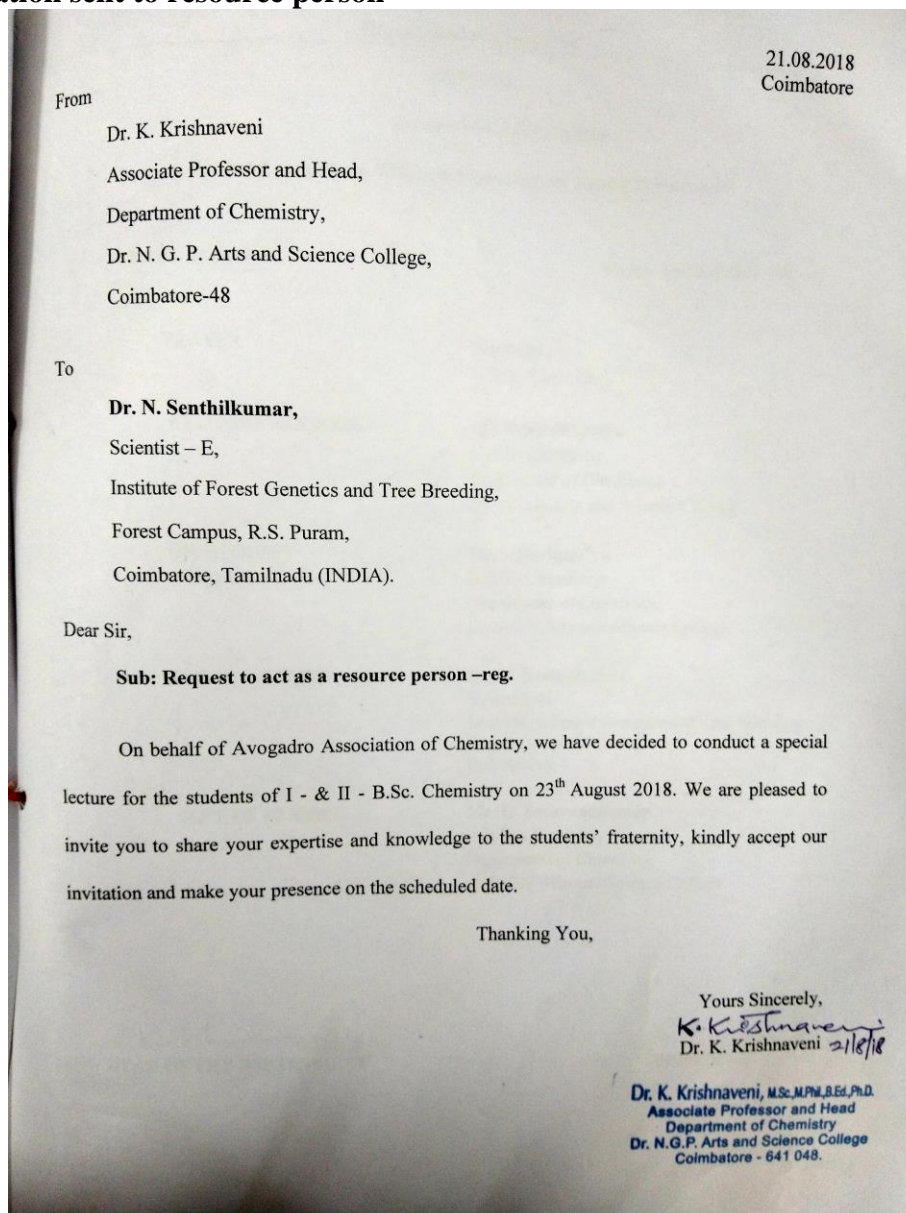 ation sent to resource person
21.08.2018
Coimbatore
From
Dr. K. Krishnaveni
Associate Professor and Head,
Department of Chemistry,
Dr. N. G. P. Arts and Science College,
Coimbatore-48
To
Dr. N. Senthilkumar,
Scientist – E,
Institute of Forest Genetics and Tree Breeding,
Forest Campus, R.S. Puram,
Coimbatore, Tamilnadu (INDIA).
Dear Sir,
Sub: Request to act as a resource person –reg.
On behalf of Avogadro Association of Chemistry, we have decided to conduct a special
lecture for the students of I - & II - B.Sc. Chemistry on 23th August 2018. We are pleased to
invite you to share your expertise and knowledge to the students' fraternity, kindly accept our
invitation and make your presence on the scheduled date.
Thanking You,
Yours Sincerely,
K. Krishnaveni
Dr. K. Krishnaveni 21/8/18
Dr. K. Krishnaveni, M.Sc.,M.Phil.,B.Ed.,Ph.D.
Associate Professor and Head
Department of Chemistry
Dr. N.G.P. Arts and Science College
Coimbatore - 641 048.